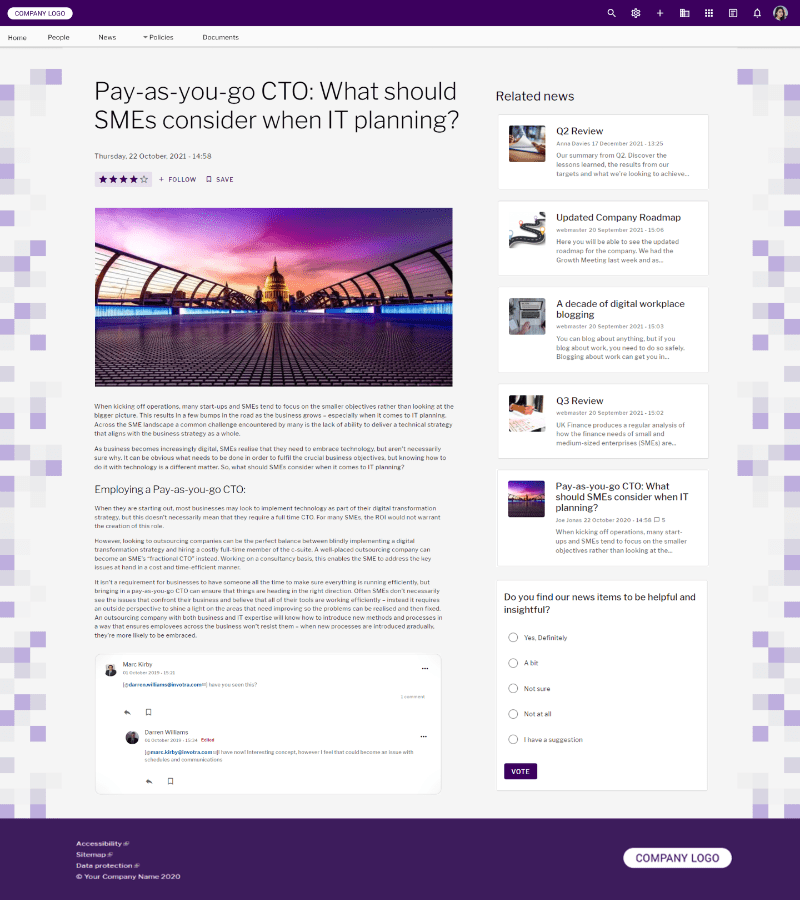 COMPANY LOGO
Home People News Policies Documents
Pay-as-you-go CTO: What should
SMEs consider when IT planning?
Thursday, 22 October, 2021 - 14:58
+ FOLLOW SAVE
When kicking off operations, many start-ups and SMEs tend to focus on the smaller objectives rather than looking at the
bigger picture. This results in a few bumps in the road as the business grows – especially when it comes to IT planning.
Across the SME landscape a common challenge encountered by many is the lack of ability to deliver a technical strategy
that aligns with the business strategy as a whole.
As business becomes increasingly digital, SMEs realise that they need to embrace technology, but aren't necessarily
sure why. It can be obvious what needs to be done in order to fulfil the crucial business objectives, but knowing how to
do it with technology is a different matter. So, what should SMEs consider when it comes to IT planning?
Employing a Pay-as-you-go CTO:
When they are starting out, most businesses may look to implement technology as part of their digital transformation
strategy, but this doesn't necessarily mean that they require a full time CTO. For many SMEs, the ROI would not warrant
the creation of this role.
However, looking to outsourcing companies can be the perfect balance between blindly implementing a digital
transformation strategy and hiring a costly full-time member of the c-suite. A well-placed outsourcing company can
become an SME's "fractional CTO" instead. Working on a consultancy basis, this enables the SME to address the key
issues at hand in a cost and time-efficient manner.
It isn't a requirement for businesses to have someone all the time to make sure everything is running efficiently, but
bringing in a pay-as-you-go CTO can ensure that things are heading in the right direction. Often SMEs don't necessarily
see the issues that confront their business and believe that all of their tools are working efficiently – instead it requires
an outside perspective to shine a light on the areas that need improving so the problems can be realised and then fixed.
An outsourcing company with both business and IT expertise will know how to introduce new methods and processes in
a way that ensures employees across the business won't resist them – when new processes are introduced gradually,
they're more likely to be embraced.
Marc Kirby
01 October 2019 - 15:31
[@darren.williams@invotra.com] have you seen this?
1 comment
Darren Williams
02 October 2019 - 15:34 Edited
[@marc.kirby@invotra.com] I have now! Interesting concept, however I feel that could become an issue with
schedules and communications
Related news
Q2 Review
Anna Davies 17 December 2021 - 13:25
Our summary from Q2. Discover the
lessons learned, the results from our
targets and what we're looking to achieve...
Updated Company Roadmap
webmaster 20 September 2021 - 15:06
Here you will be able to see the updated
roadmap for the company. We had the
Growth Meeting last week and as...
A decade of digital workplace
blogging
webmaster 20 September 2021 - 15:03
You can blog about anything, but if you
blog about work, you need to do so safely.
Blogging about work can get you in...
Q3 Review
webmaster 20 September 2021 - 15:02
UK Finance produces a regular analysis of
how the finance needs of small and
medium-sized enterprises (SMEs) are...
Pay-as-you-go CTO: What
should SMEs consider when IT
planning?
Joe Jones 22 October 2020 - 14:58 5
When kicking off operations, many start-
ups and SMEs tend to focus on the smaller
objectives rather than looking at the...
Do you find our news items to be helpful and
insightful?
Yes, Definitely
A bit
Not sure
Not at all
I have a suggestion
VOTE
Accessibility
Sitemap
Data protection
© Your Company Name 2020
COMPANY LOGO